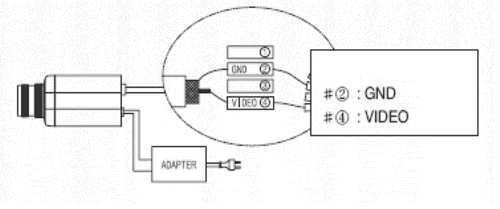 ①
GND ②
③
VIDEO ④
#② : GND
#④ : VIDEO
ADAPTER